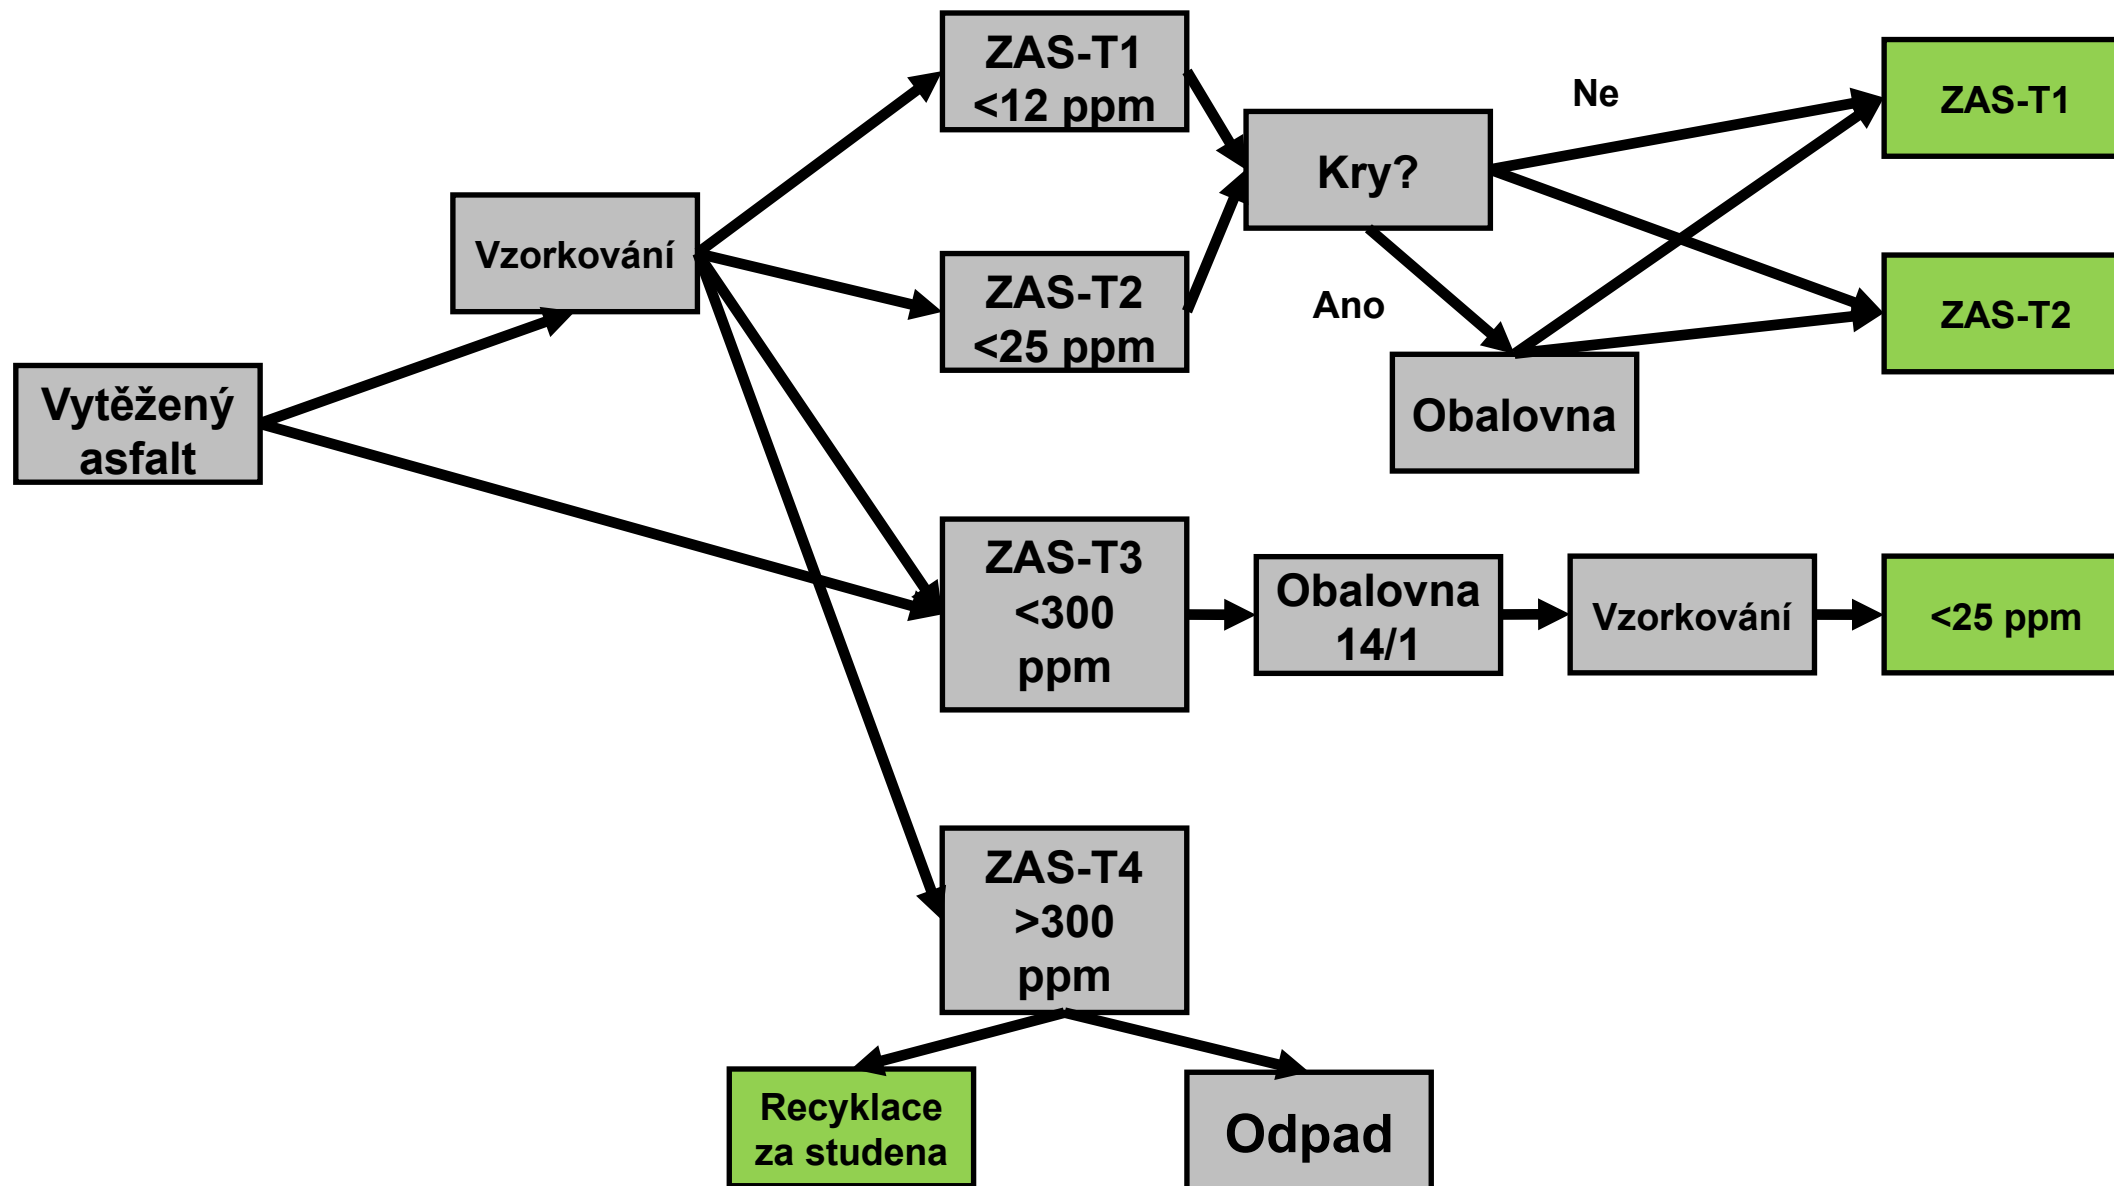 Vytěžený
asfalt
Vzorkování
ZAS-T1
<12 ppm
ZAS-T2
<25 ppm
ZAS-T3
<300
ppm
ZAS-T4
>300
ppm
Kry?
Ne
Ano
Obalovna
ZAS-T1
ZAS-T2
Obalovna
14/1
Vzorkování
<25 ppm
Recyklace
za studena
Odpad